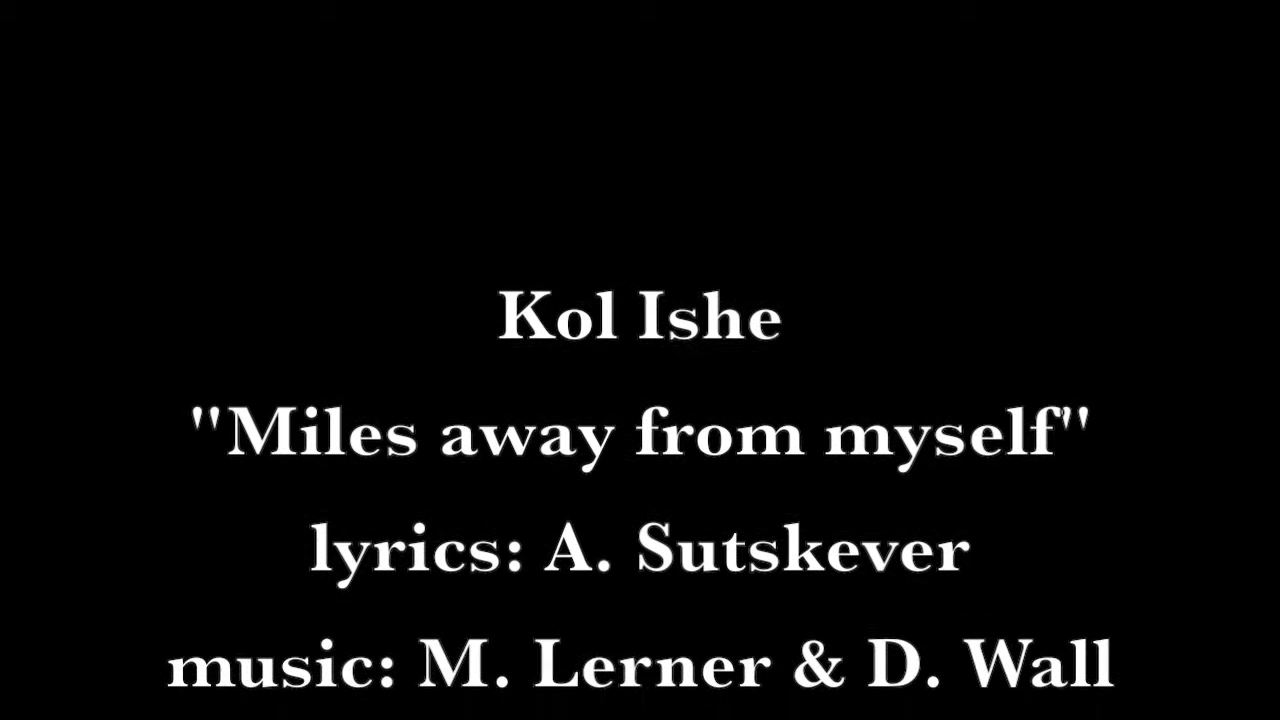 Kol Ishe
"Miles away from myself"
lyrics: A. Sutskever
music: M. Lerner & D. Wall